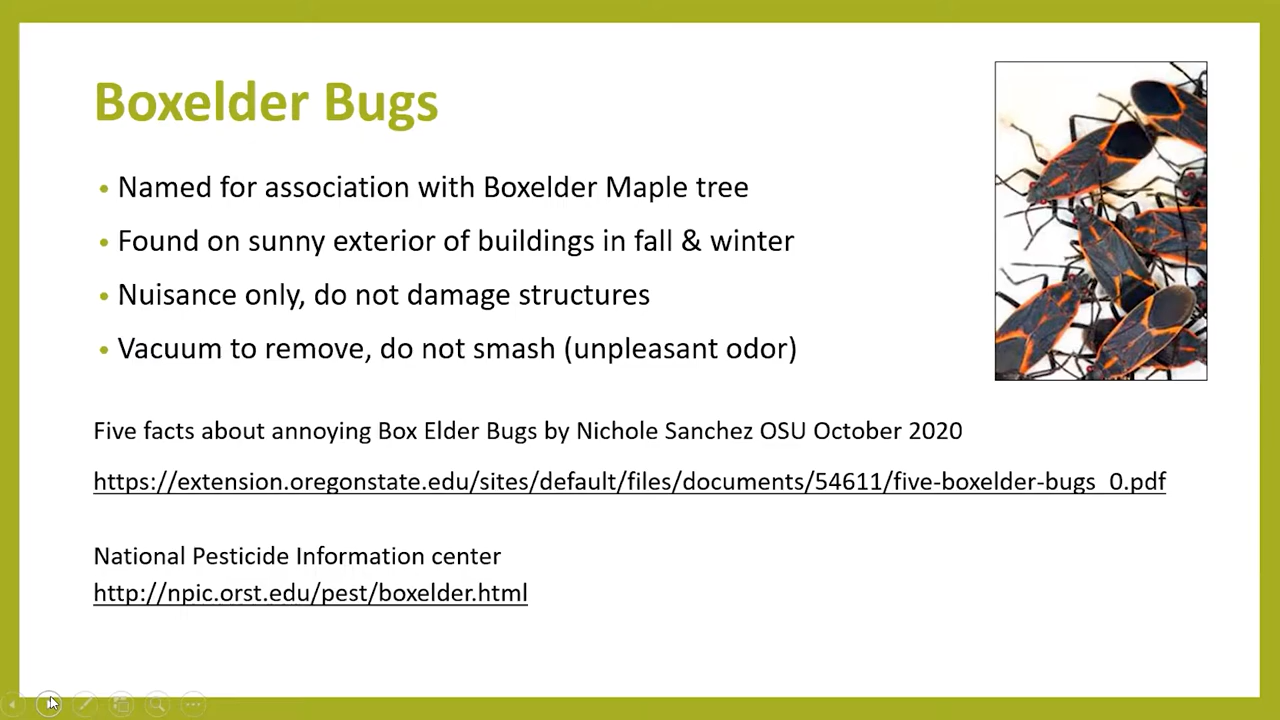 Boxelder Bugs
• Named for association with Boxelder Maple tree
• Found on sunny exterior of buildings in fall & winter
• Nuisance only, do not damage structures
• Vacuum to remove, do not smash (unpleasant odor)
Five facts about annoying Box Elder Bugs by Nichole Sanchez OSU October 2020
https://extension.oregonstate.edu/sites/default/files/documents/54611/five-boxelder-bugs_0.pdf
National Pesticide Information center
http://npic.orst.edu/pest/boxelder.html